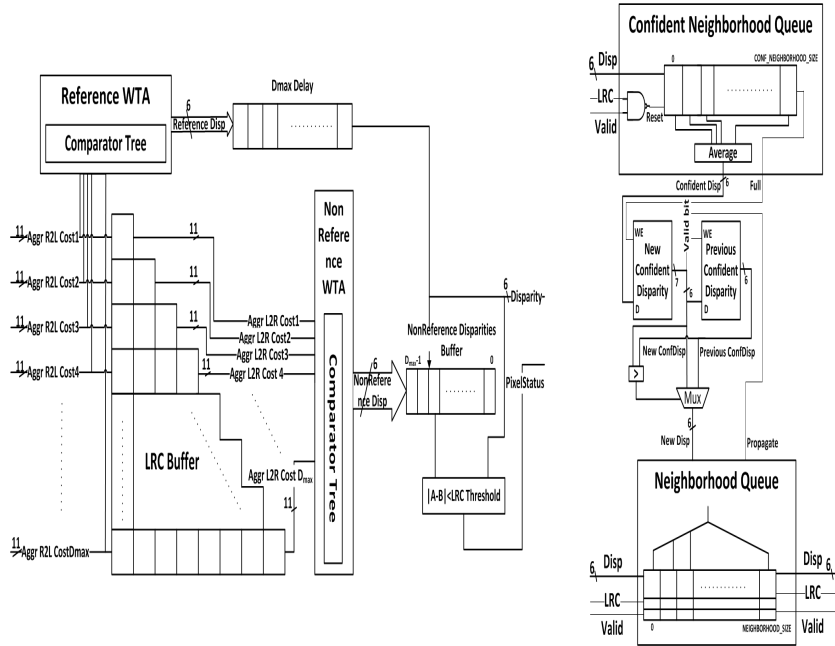 Reference WTA
Comparator Tree
6
Reference Disp
Dmax Delay
11
Aggr R2L Cost1
11
Aggr R2L Cost2
11
Aggr R2L Cost3
11
Aggr R2L Cost4
11
Aggr R2L CostDmax
LRC Buffer
11
11
11
11
11
Aggr L2R Cost1
Aggr L2R Cost2
Aggr L2R Cost3
Aggr L2R Cost 4
Aggr L2R Cost Dmax
Non
Refere
nce
WTA
Comparator Tree
6
NonRefere
nce Disp
NonReference Disparities
Buffer
Dmax-1
0
6
Disparity
PixelStatus
|A-B|<LRC Threshold
Confident Neighborhood Queue
6
Disp
LRC
Valid
Reset
0
CONF_NEIGHBORHOOD_SIZE
Average
Confident Disp
6
Full
Valid bit
WE
New
Confident
Disparity
D
7
6
WE
Previous
Confident
Disparity
D
6
New ConfDisp
Previous ConfDisp
>
Mux
6
New Disp
Propagate
Neighborhood Queue
6
Disp
LRC
Valid
0
NEIGHBORHOOD_SIZE
Disp
6
LRC
Valid